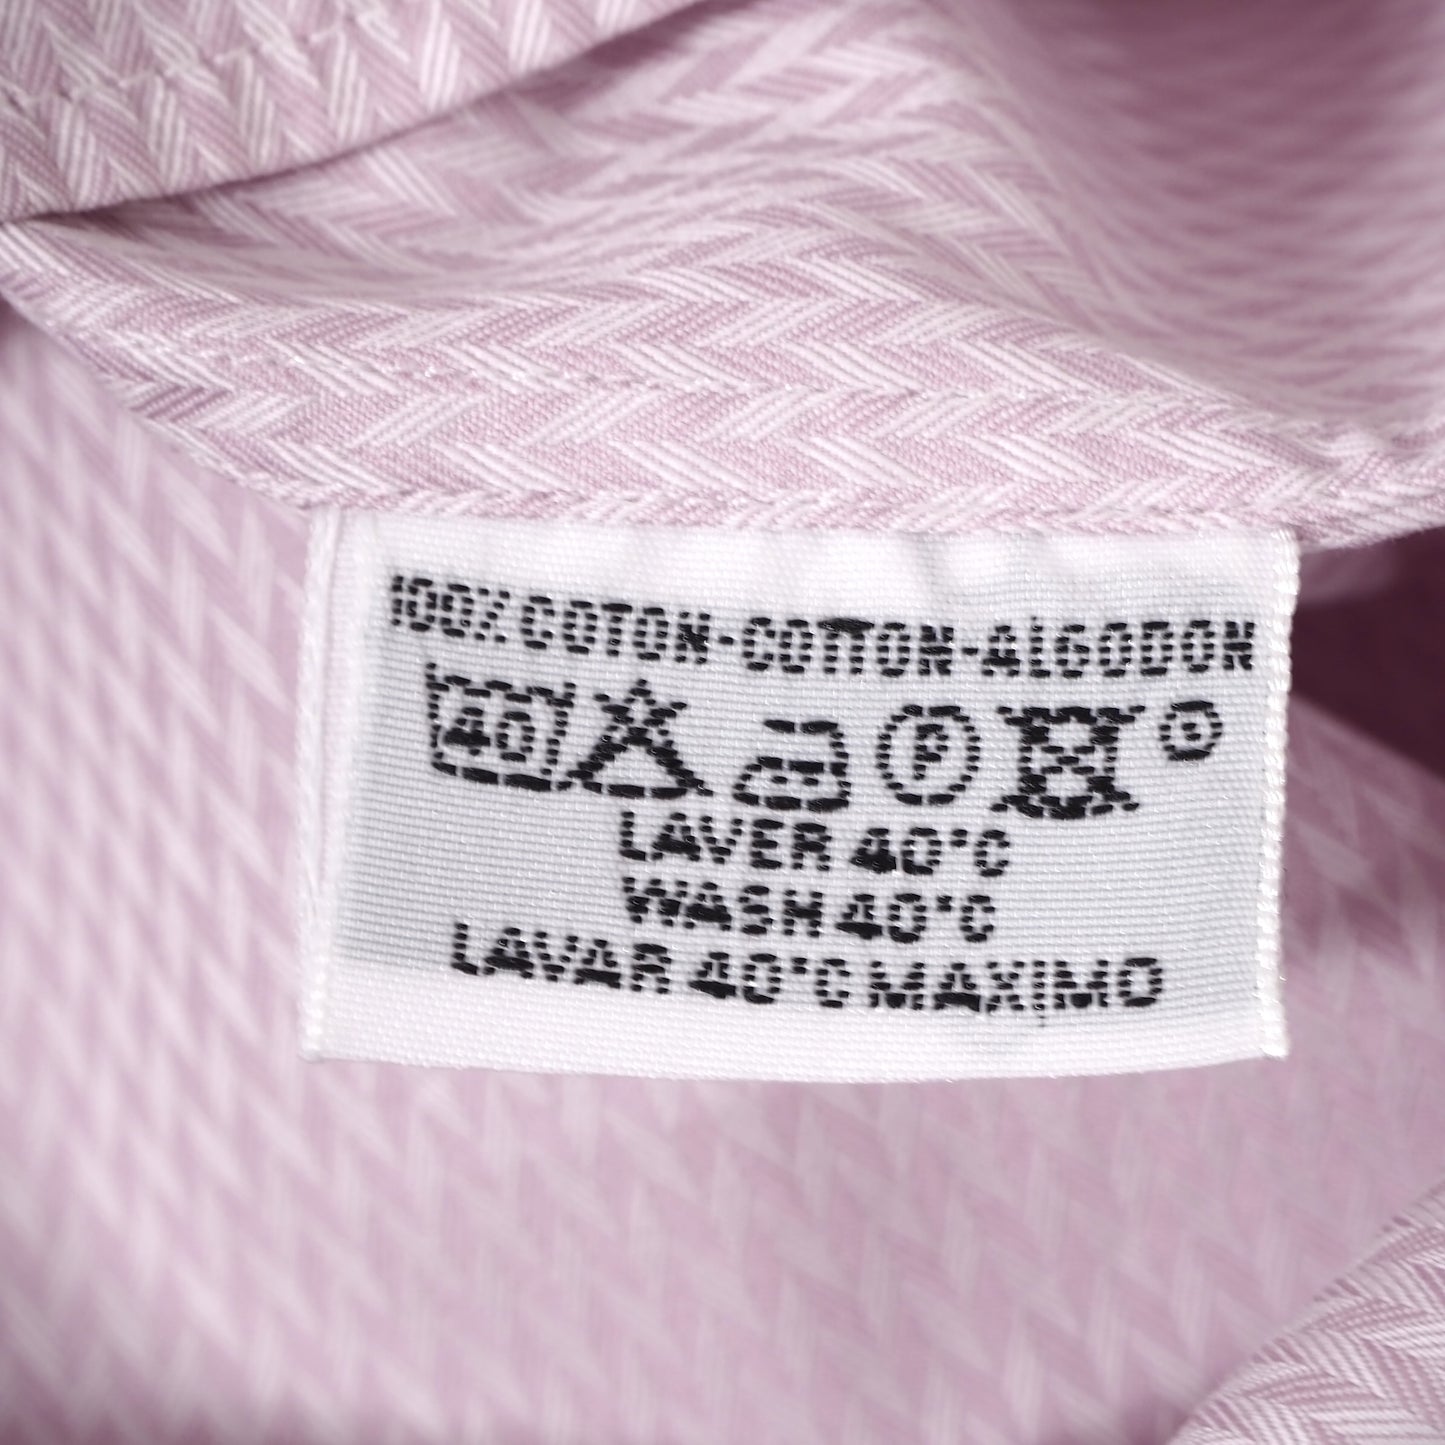 100% COTON-COTTON-ALGODON
40 P
LAVER 40°C
WASH 40°C
LAVAR 40°C MAXIMO